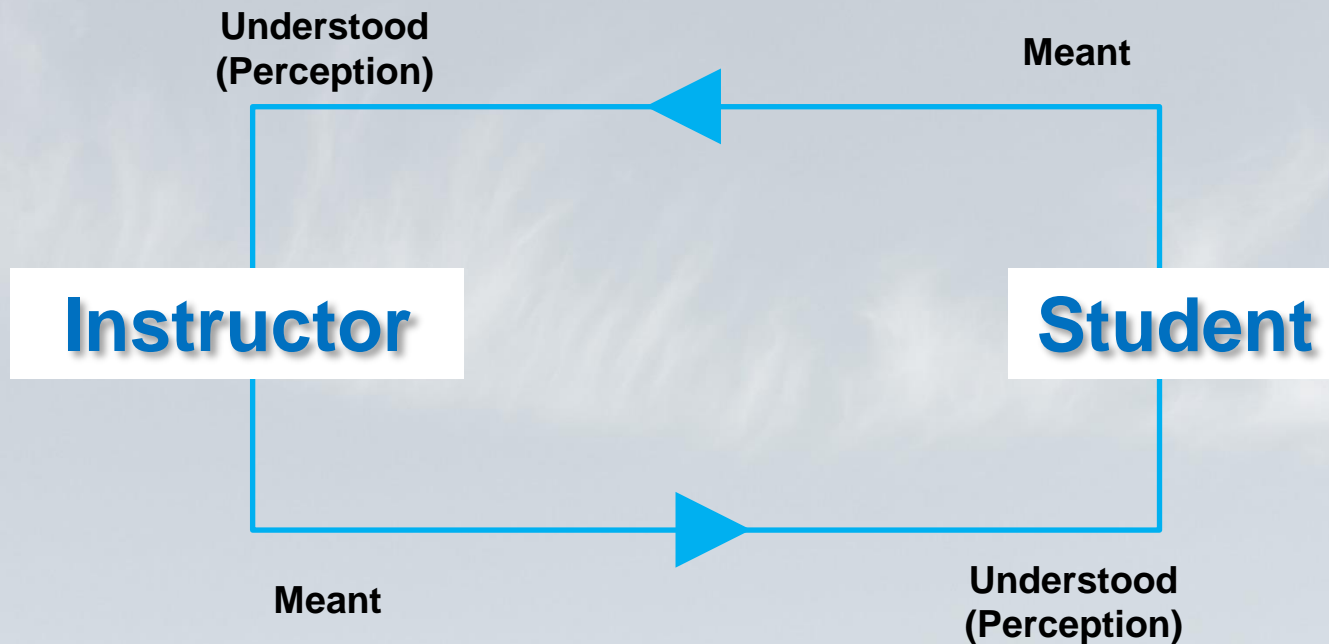 Understood
(Perception)
Meant
Instructor
Student
Meant
Understood
(Perception)